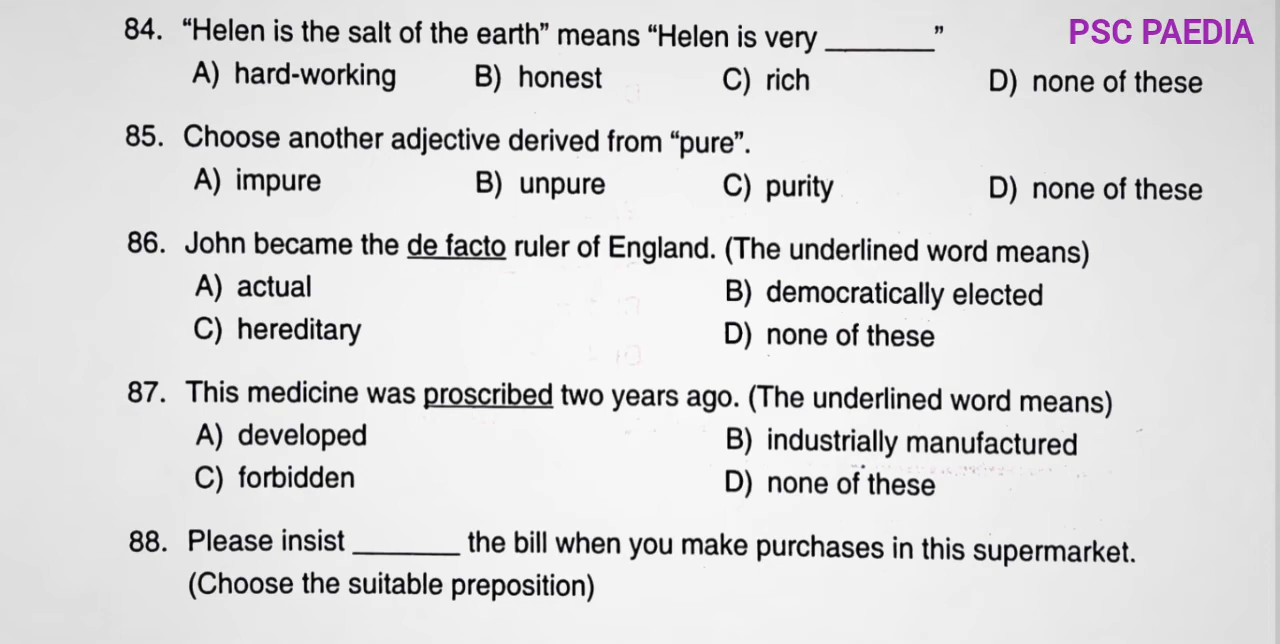 PSC PAEDIA
84. “Helen is the salt of the earth” means “Helen is very ________”
A) hard-working B) honest C) rich D) none of these
85. Choose another adjective derived from “pure”.
A) impure B) unpure C) purity D) none of these
86. John became the de facto ruler of England. (The underlined word means)
A) actual B) democratically elected
C) hereditary D) none of these
87. This medicine was proscribed two years ago. (The underlined word means)
A) developed B) industrially manufactured
C) forbidden D) none of these
88. Please insist ________ the bill when you make purchases in this supermarket.
(Choose the suitable preposition)